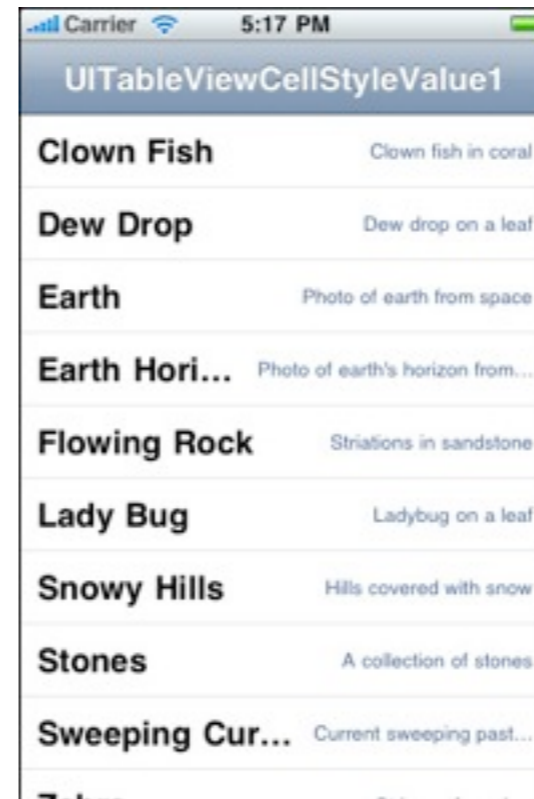 Carrier 5:17 PM
UITableViewCellStyleValue1
Clown Fish Clown fish in coral
Dew Drop Dew drop on a leaf
Earth Photo of earth from space
Earth Hori... Photo of earth's horizon from...
Flowing Rock Striations in sandstone
Lady Bug Ladybug on a leaf
Snowy Hills Hills covered with snow
Stones A collection of stones
Sweeping Cur... Current sweeping past...